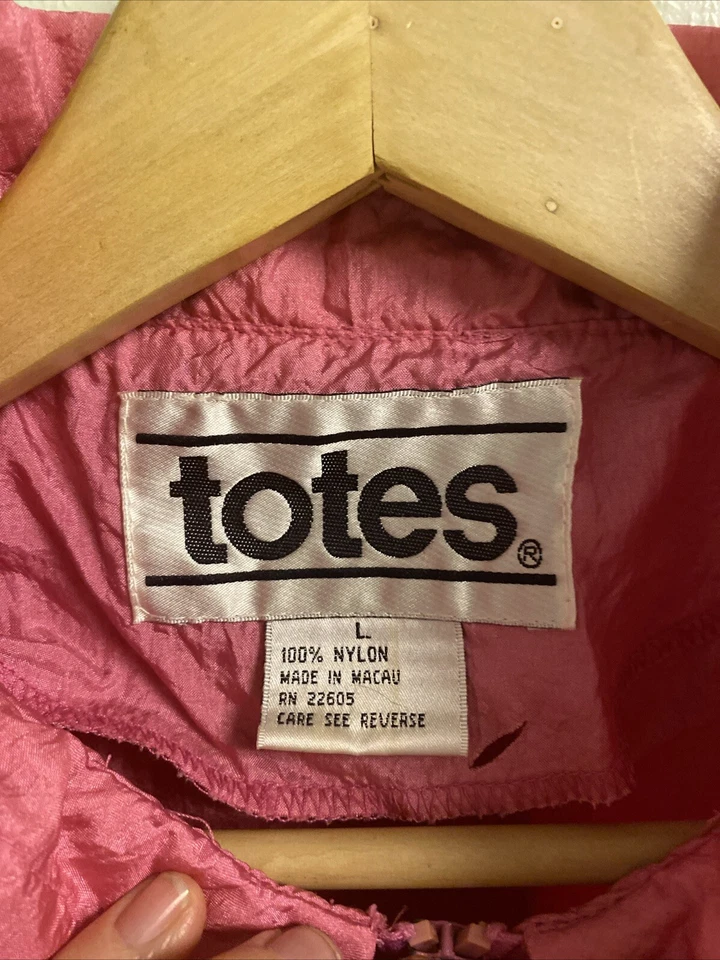 totes®
L
100% NYLON
MADE IN MACAU
RN 22605
CARE SEE REVERSE